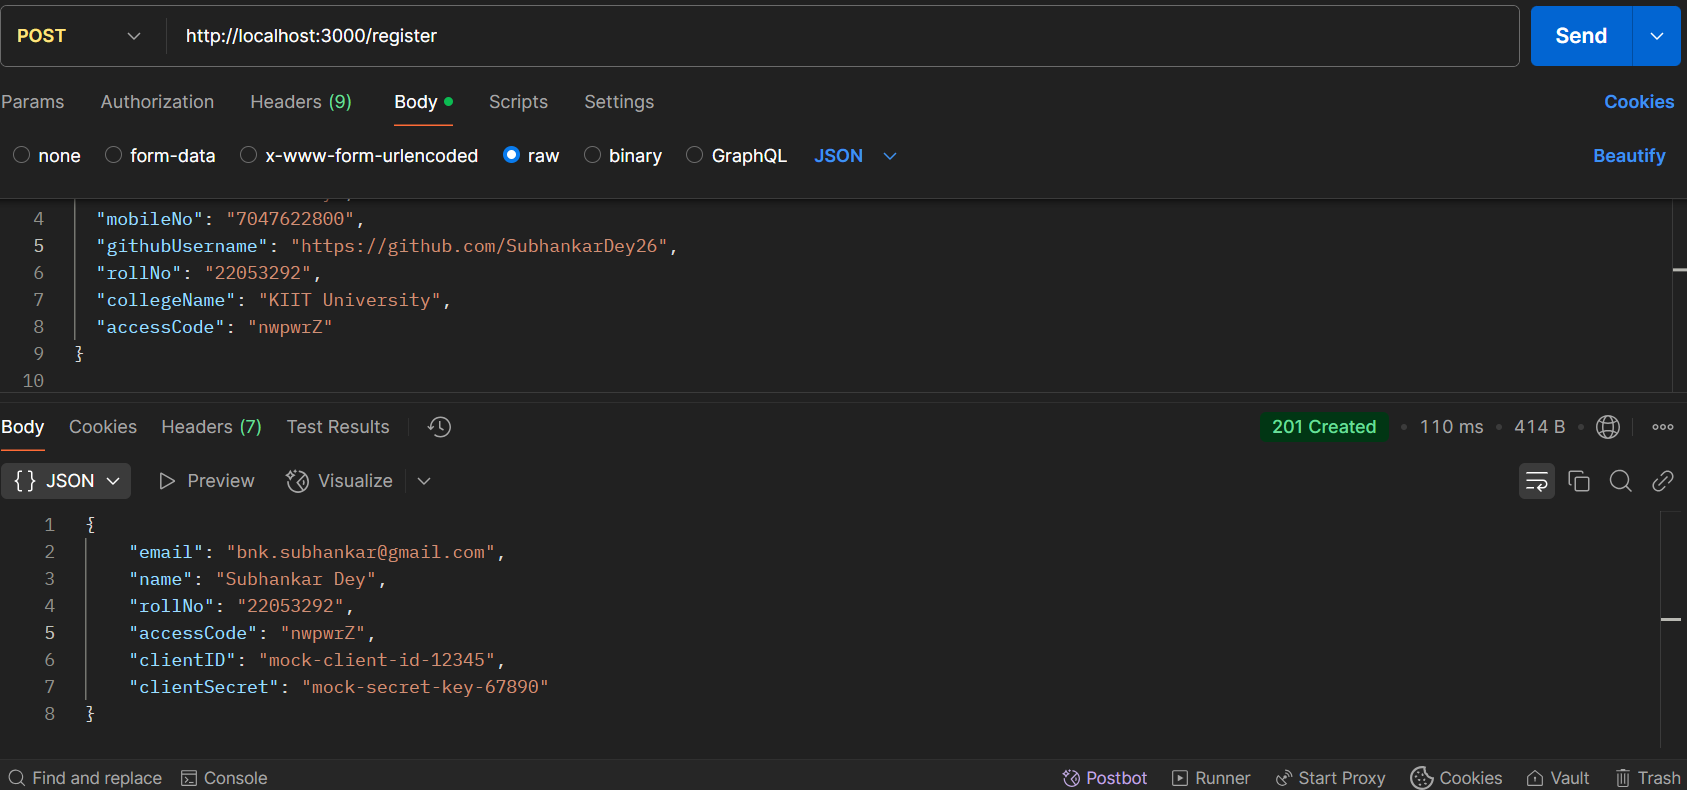 POST http://localhost:3000/register Send
Params Authorization Headers (9) Body Scripts Settings Cookies
none form-data x-www-form-urlencoded raw binary GraphQL JSON Beautify
4 "mobileNo": "7047622800",
5 "githubUsername": "https://github.com/SubhankarDey26",
6 "rollNo": "22053292",
7 "collegeName": "KIIT University",
8 "accessCode": "nwpwrZ"
9 }
10
Body Cookies Headers (7) Test Results 201 Created • 110 ms • 414 B •
{} JSON Preview Visualize
1 {
2 "email": "bnk.subhankar@gmail.com",
3 "name": "Subhankar Dey",
4 "rollNo": "22053292",
5 "accessCode": "nwpwrZ",
6 "clientID": "mock-client-id-12345",
7 "clientSecret": "mock-secret-key-67890"
8 }
Find and replace Console Postbot Runner Start Proxy Cookies Vault Trash